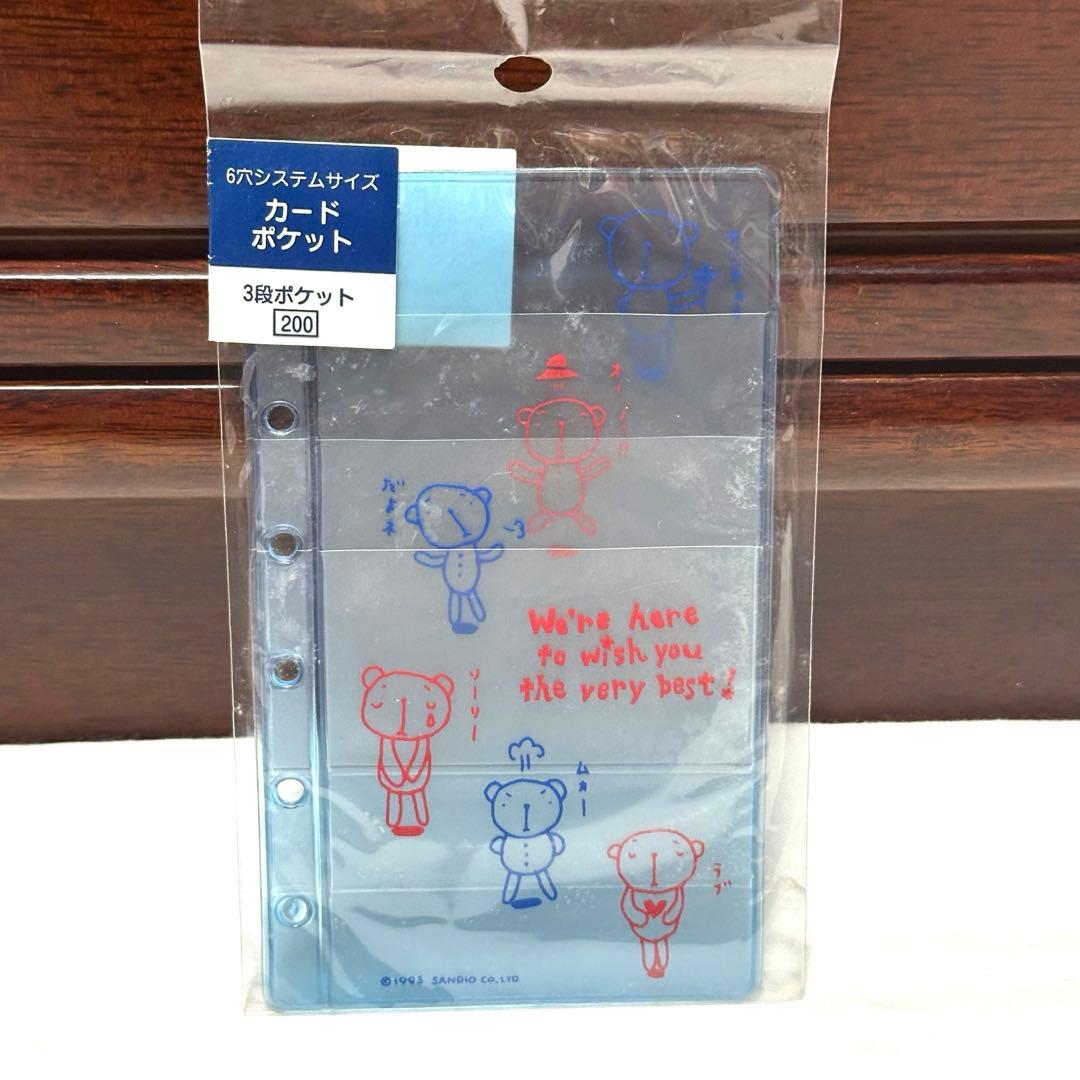 6穴システムサイズ
カード
ポケット
3段ポケット
200
オーイ!!
だよネ
~3
We're here
to wish you
the very best!
ソーリー
ムカー
ラブ
©1995 SANRIO CO., LTD.